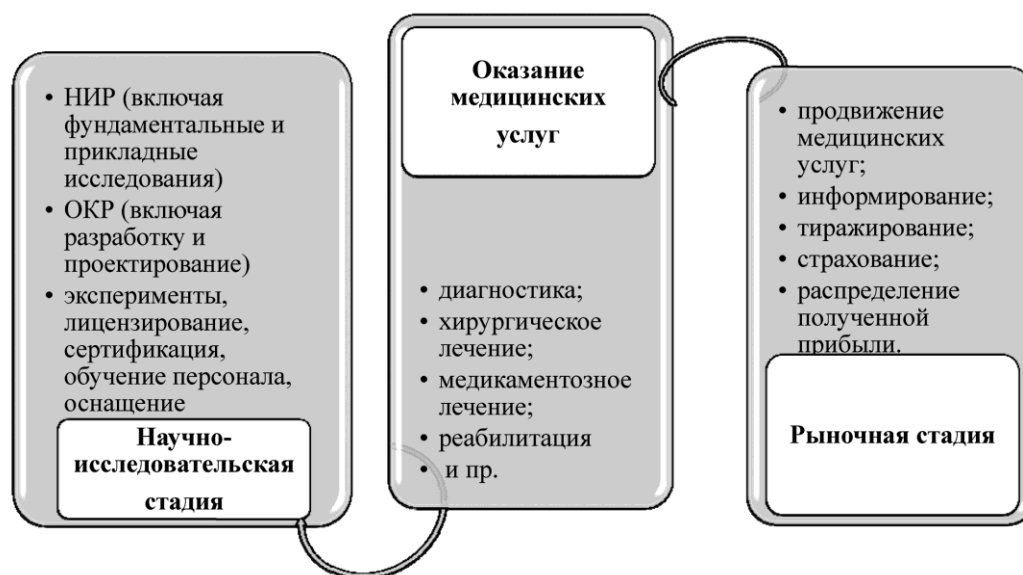 • НИР (включая
фундаментальные и
прикладные
исследования)
• ОКР (включая
разработку и
проектирование)
• эксперименты,
лицензирование,
сертификация,
обучение персонала,
оснащение
Научно-
исследовательская
стадия
Оказание
медицинских
услуг
• диагностика;
• хирургическое
лечение;
• медикаментозное
лечение;
• реабилитация
• и пр.
• продвижение
медицинских
услуг;
• информирование;
• тиражирование;
• страхование;
• распределение
полученной
прибыли.
Рыночная стадия